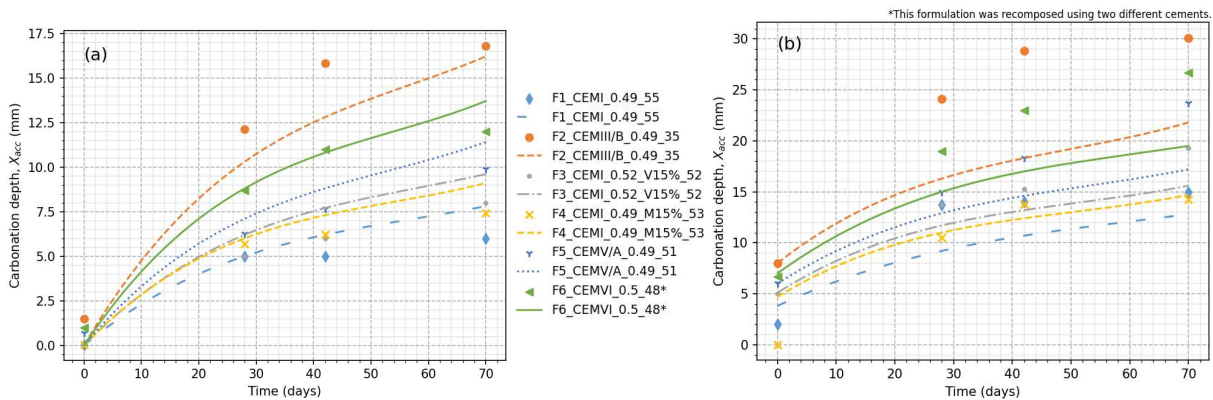 *This formulation was recomposed using two different cements.
(a)
17.5
15.0
12.5
10.0
7.5
5.0
2.5
0.0
Carbonation depth, X_acc (mm)
0 10 20 30 40 50 60 70
Time (days)
F1_CEMI_0.49_55
F1_CEMI_0.49_55
F2_CEMIII/B_0.49_35
F2_CEMIII/B_0.49_35
F3_CEMI_0.52_V15%_52
F3_CEMI_0.52_V15%_52
F4_CEMI_0.49_M15%_53
F4_CEMI_0.49_M15%_53
F5_CEMV/A_0.49_51
F5_CEMV/A_0.49_51
F6_CEMVI_0.5_48*
F6_CEMVI_0.5_48*
(b)
30
25
20
15
10
5
0
Carbonation depth, X_acc (mm)
0 10 20 30 40 50 60 70
Time (days)